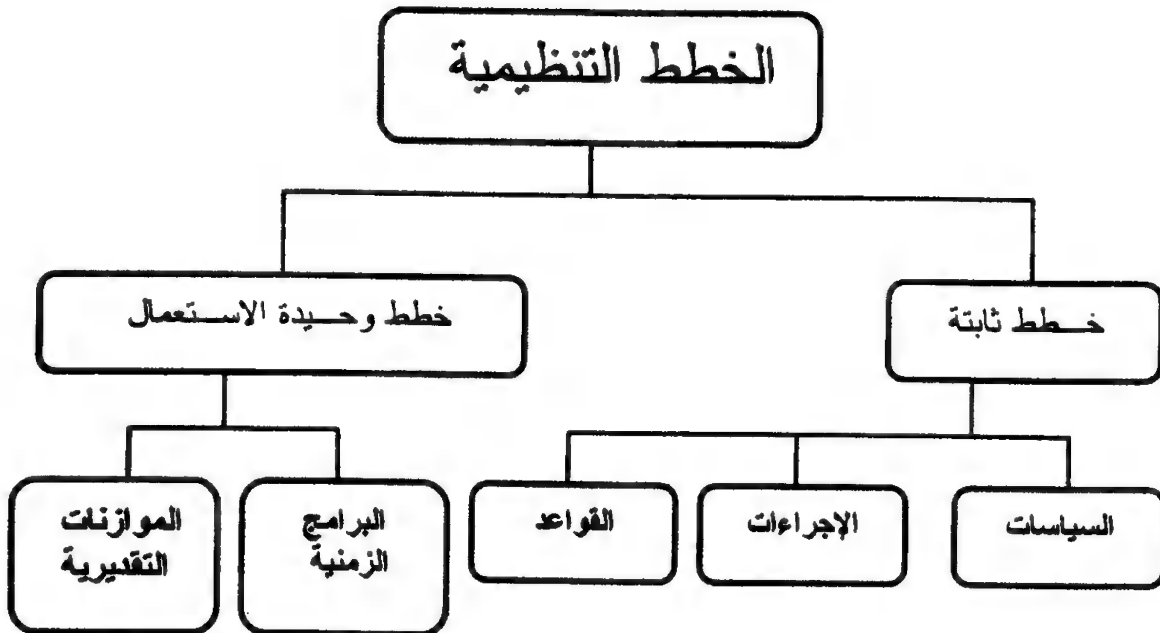 الخطط التنظيمية
خطط ثابتة
خطط وحيدة الاستعمال
السياسات
الإجراءات
القواعد
البرامج
الزمنية
الموازنات
التقديرية